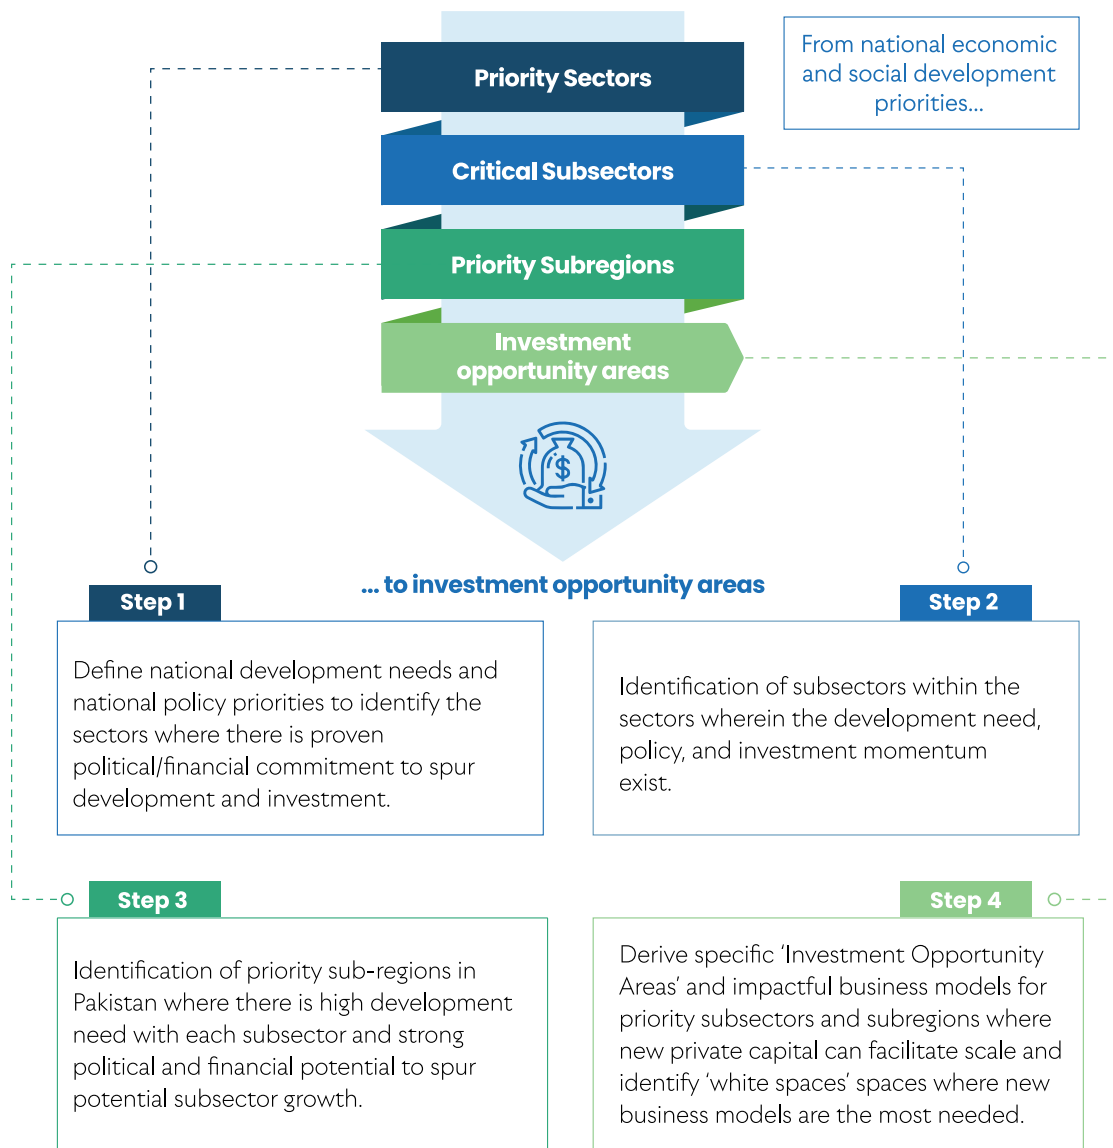 From national economic
and social development
priorities...
Priority Sectors
Critical Subsectors
Priority Subregions
Investment
opportunity areas
$
... to investment opportunity areas
Step 1
Define national development needs and
national policy priorities to identify the
sectors where there is proven
political/financial commitment to spur
development and investment.
Step 2
Identification of subsectors within the
sectors wherein the development need,
policy, and investment momentum
exist.
Step 3
Identification of priority sub-regions in
Pakistan where there is high development
need with each subsector and strong
political and financial potential to spur
potential subsector growth.
Step 4
Derive specific ‘Investment Opportunity
Areas’ and impactful business models for
priority subsectors and subregions where
new private capital can facilitate scale and
identify ‘white spaces’ spaces where new
business models are the most needed.